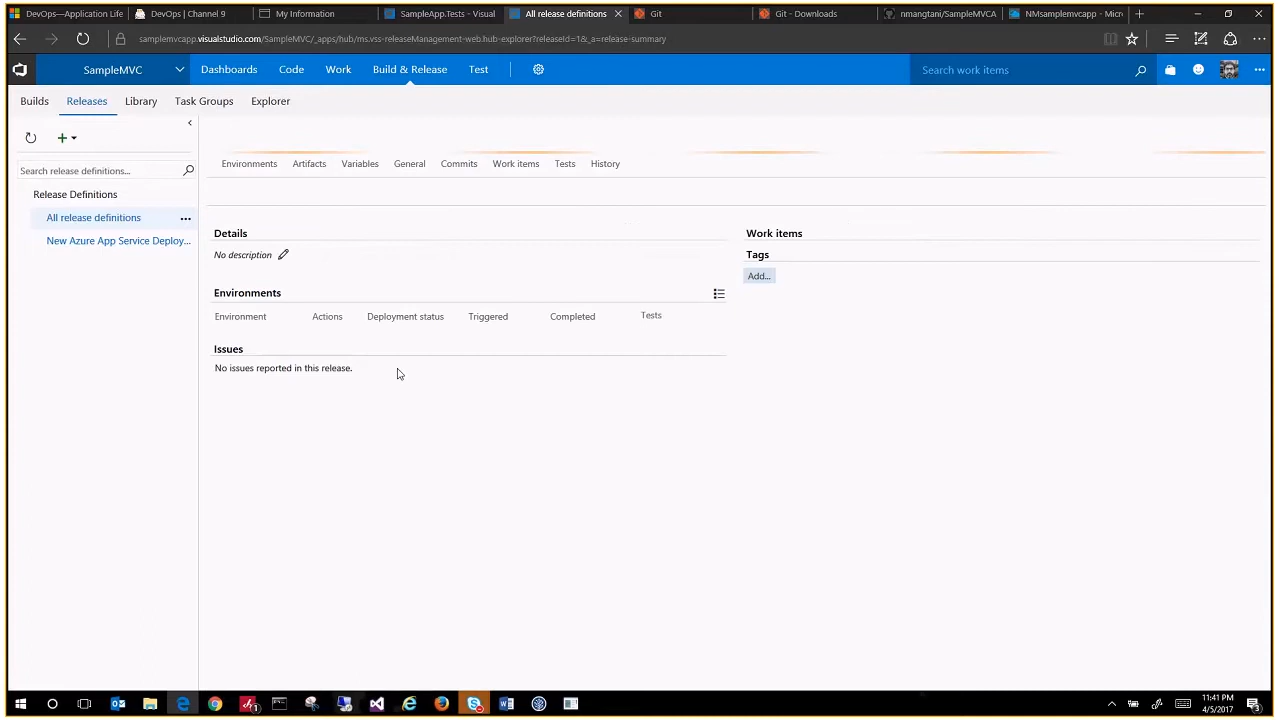 DevOps—Application Life
DevOps | Channel 9
My Information
SampleApp.Tests - Visual
All release definitions
Git
Git - Downloads
nmangtani/SampleMVCA
NMsamplemvcapp - Micr
samplemvcapp.visualstudio.com/SampleMVC/_apps/hub/ms.vss-releaseManagement-web.hub-explorer?releaseId=1&_a=release-summary
SampleMVC
Dashboards
Code
Work
Build & Release
Test
Search work items
Builds
Releases
Library
Task Groups
Explorer
Environments
Artifacts
Variables
General
Commits
Work items
Tests
History
Search release definitions...
Release Definitions
All release definitions
New Azure App Service Deploy...
Details
No description
Work items
Tags
Add...
Environments
Environment
Actions
Deployment status
Triggered
Completed
Tests
Issues
No issues reported in this release.
11:41 PM
4/5/2017